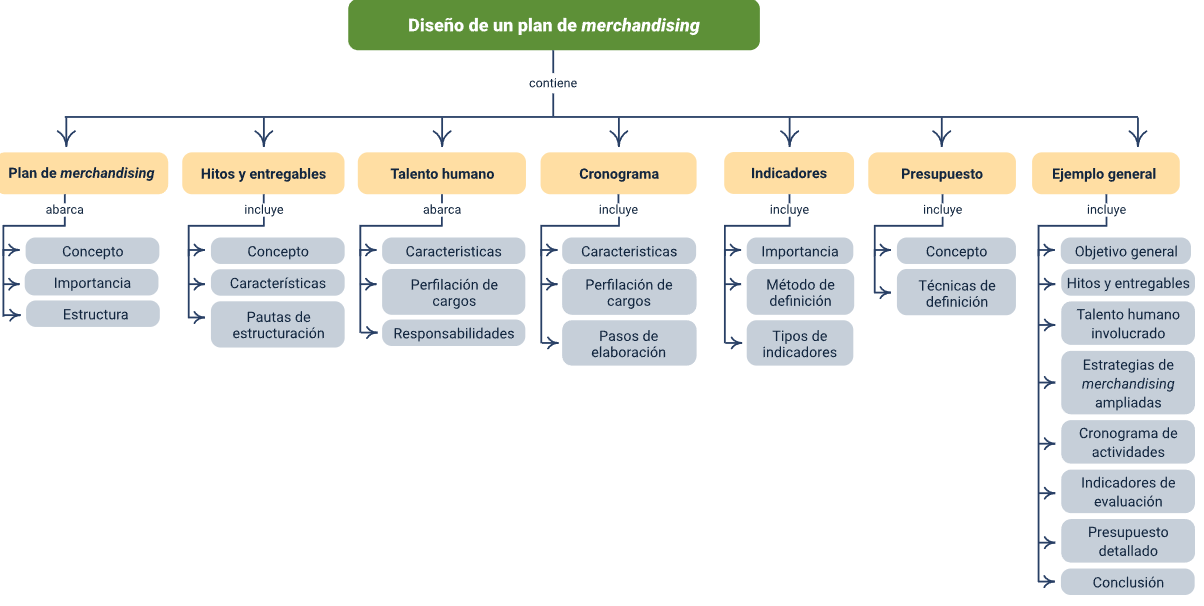 Diseño de un plan de merchandising
contiene
Plan de merchandising
abarca
Concepto
Importancia
Estructura
Hitos y entregables
incluye
Concepto
Características
Pautas de
estructuración
Talento humano
abarca
Caracteristicas
Perfilación de
cargos
Responsabilidades
Cronograma
incluye
Caracteristicas
Perfilación de
cargos
Pasos de
elaboración
Indicadores
incluye
Importancia
Método de
definición
Tipos de
indicadores
Presupuesto
incluye
Concepto
Técnicas de
definición
Ejemplo general
incluye
Objetivo general
Hitos y entregables
Talento humano
involucrado
Estrategias de
merchandising
ampliadas
Cronograma de
actividades
Indicadores de
evaluación
Presupuesto
detallado
Conclusión